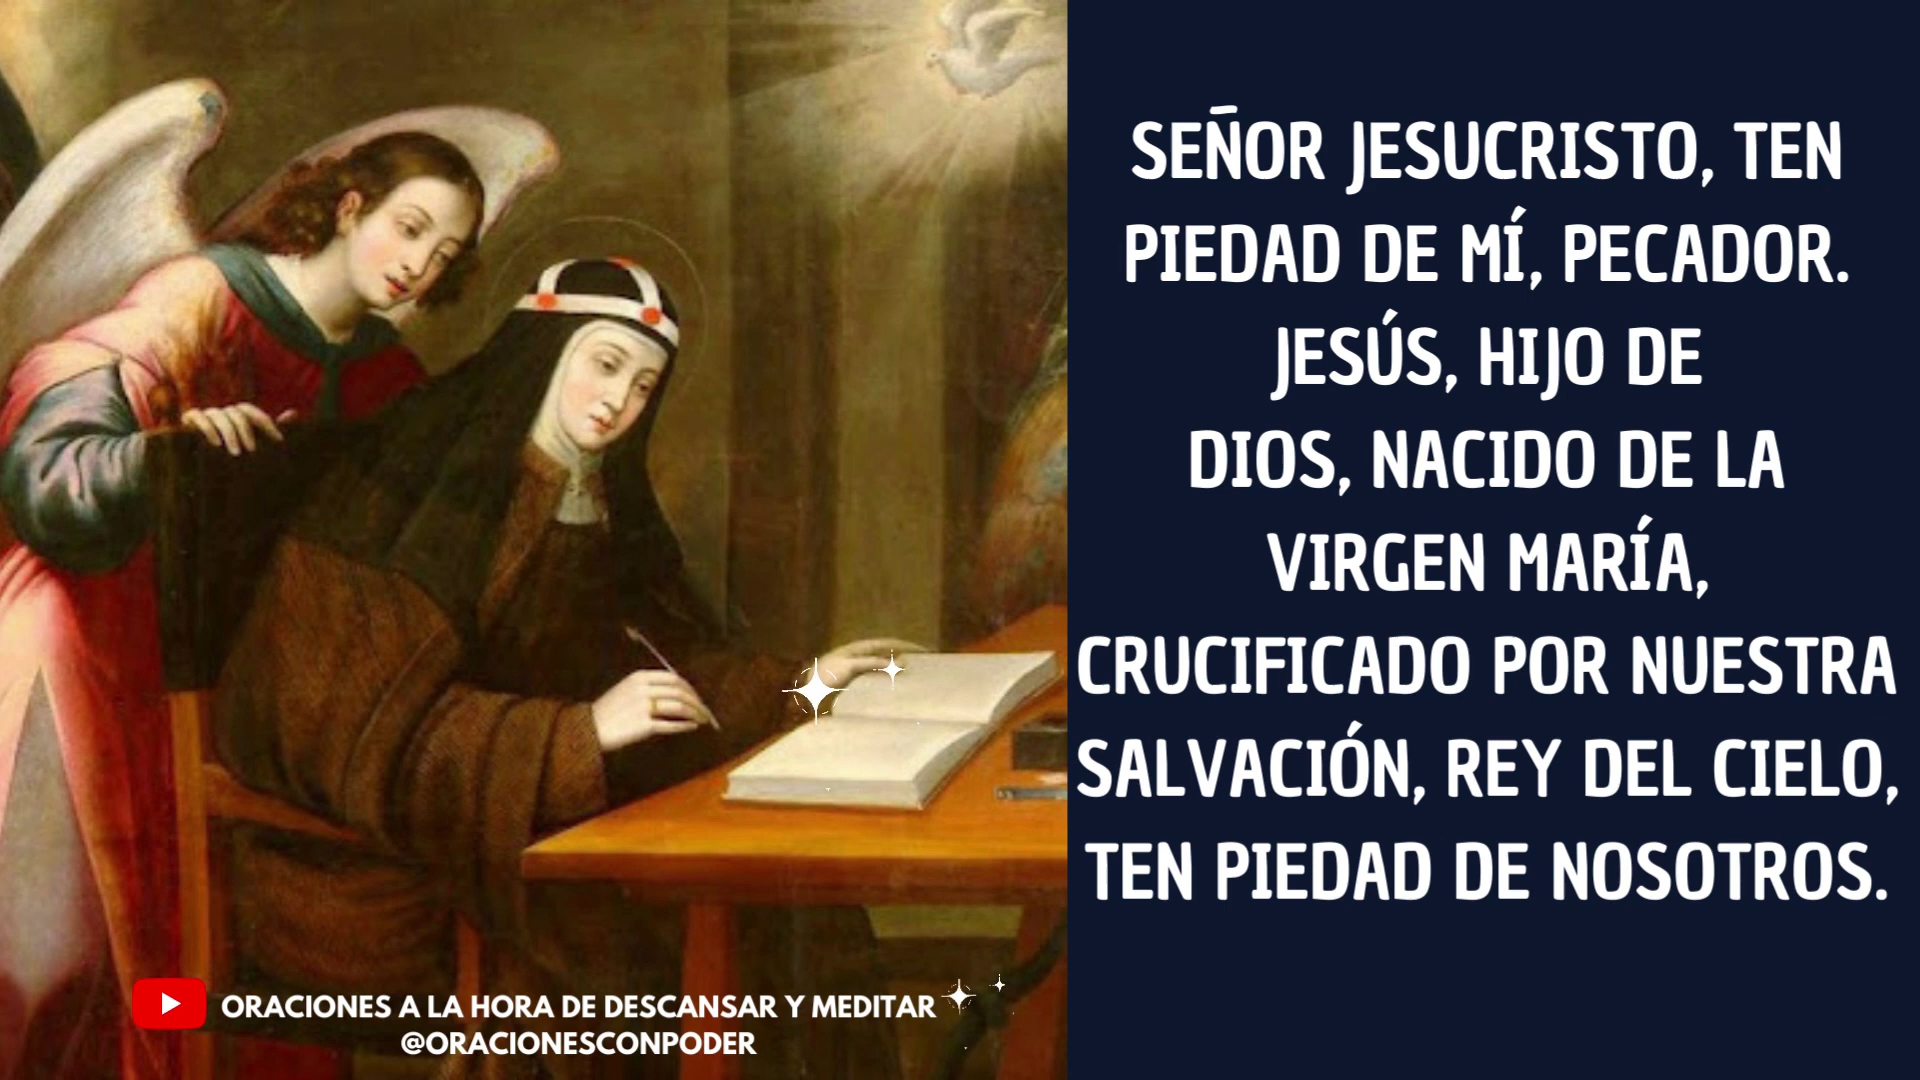 SEÑOR JESUCRISTO, TEN
PIEDAD DE MÍ, PECADOR.
JESÚS, HIJO DE
DIOS, NACIDO DE LA
VIRGEN MARÍA,
CRUCIFICADO POR NUESTRA
SALVACIÓN, REY DEL CIELO,
TEN PIEDAD DE NOSOTROS.
ORACIONES A LA HORA DE DESCANSAR Y MEDITAR
@ORACIONESCONPODER